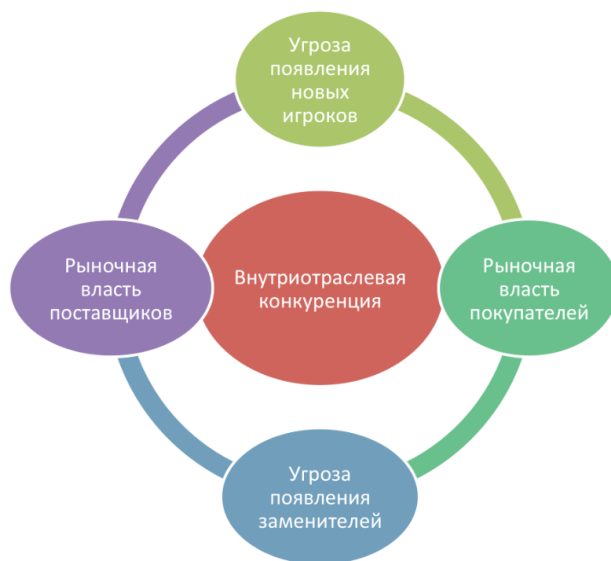 Угроза
появления
новых
игроков
Рыночная
власть
поставщиков
Внутриотраслевая
конкуренция
Рыночная
власть
покупателей
Угроза
появления
заменителей